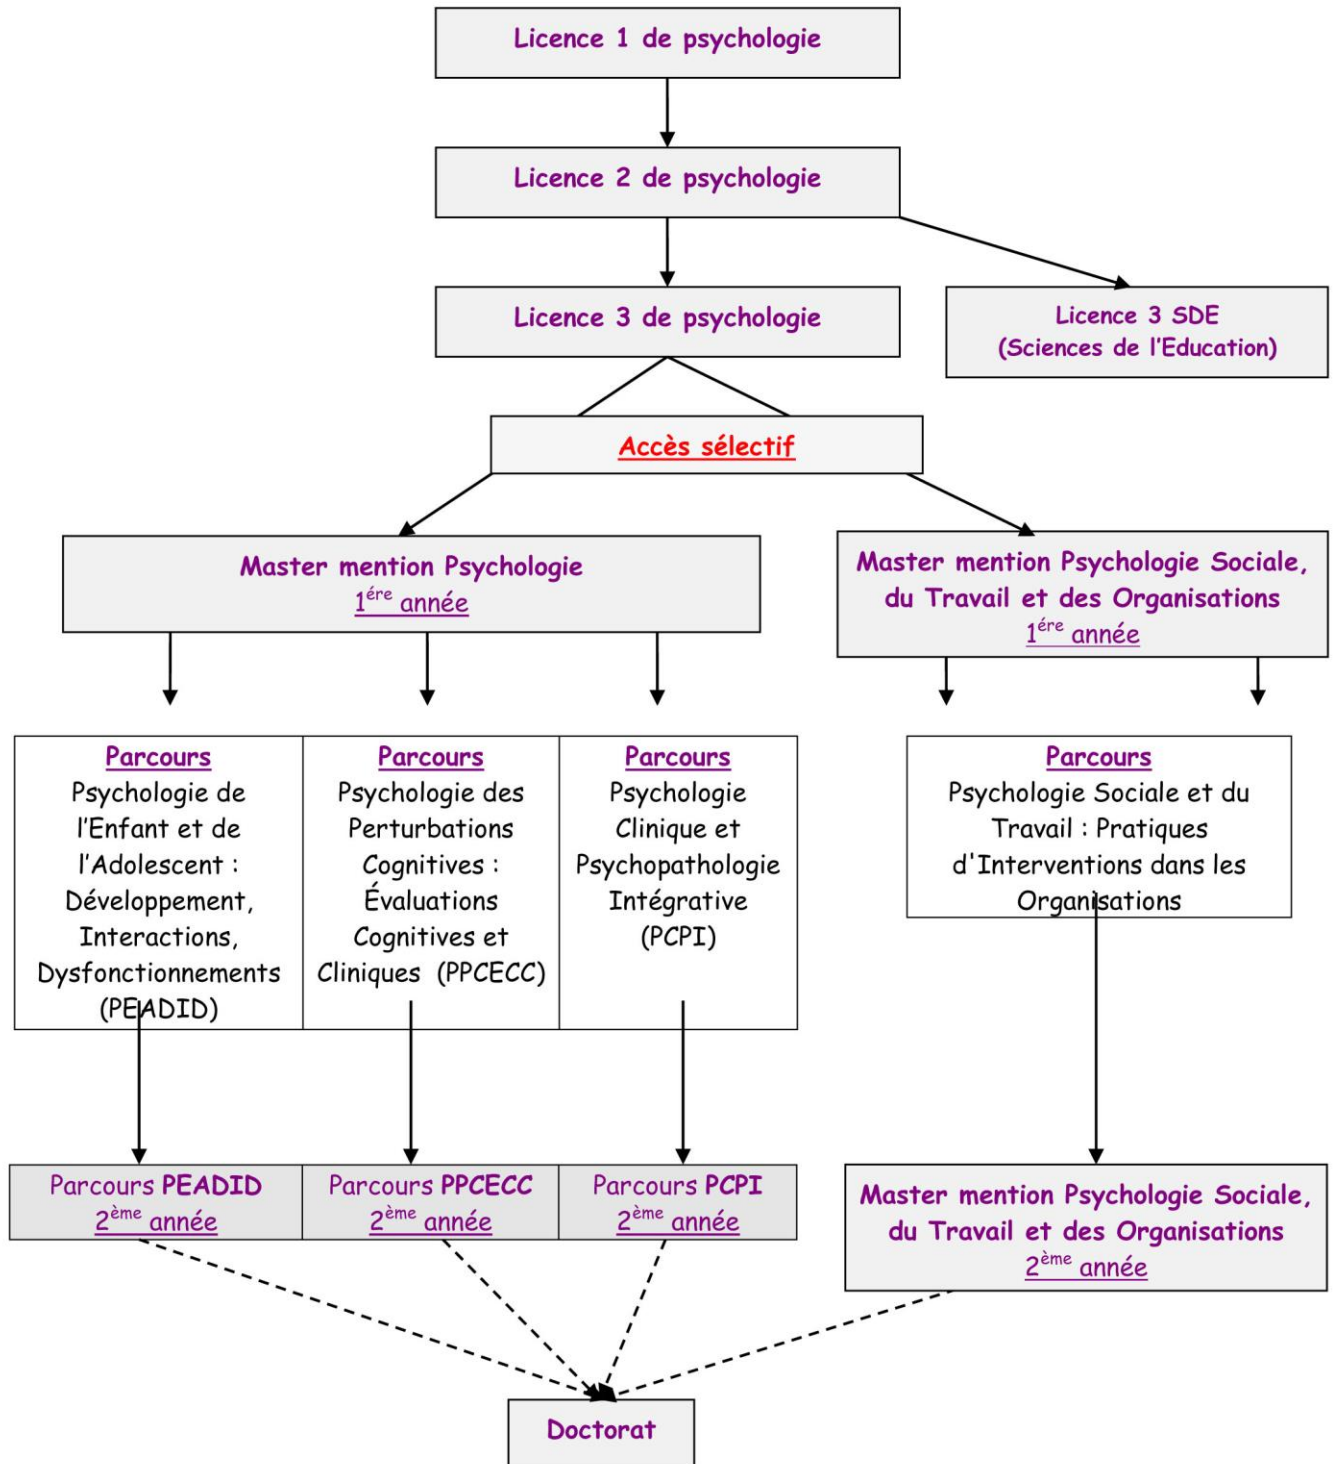 Licence 1 de psychologie
Licence 2 de psychologie
Licence 3 de psychologie
Licence 3 SDE
(Sciences de l'Education)
Accès sélectif
Master mention Psychologie
1ére année
Master mention Psychologie Sociale,
du Travail et des Organisations
1ére année
Parcours
Psychologie de
l'Enfant et de
l'Adolescent :
Développement,
Interactions,
Dysfonctionnements
(PEADID)
Parcours
Psychologie des
Perturbations
Cognitives :
Évaluations
Cognitives et
Cliniques (PPCECC)
Parcours
Psychologie
Clinique et
Psychopathologie
Intégrative
(PCPI)
Parcours
Psychologie Sociale et du
Travail : Pratiques
d'Interventions dans les
Organisations
Parcours PEADID
2ème année
Parcours PPCECC
2ème année
Parcours PCPI
2ème année
Master mention Psychologie Sociale,
du Travail et des Organisations
2ème année
Doctorat